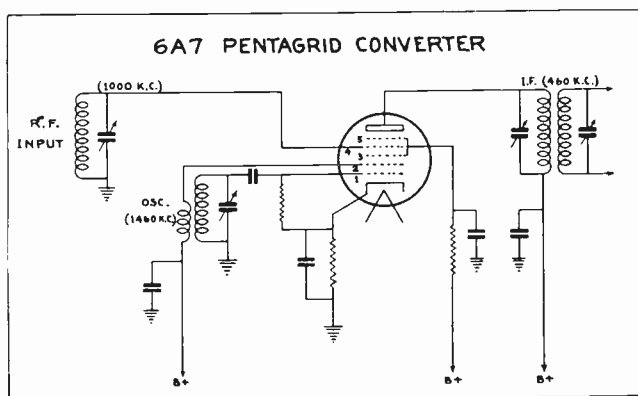 6A7 PENTAGRID CONVERTER
(1000 K.C.)
I.F. (460 K.C.)
R.F.
INPUT
5
4
3
2
1
OSC.
(1460 K.C)
B+
B+
B+